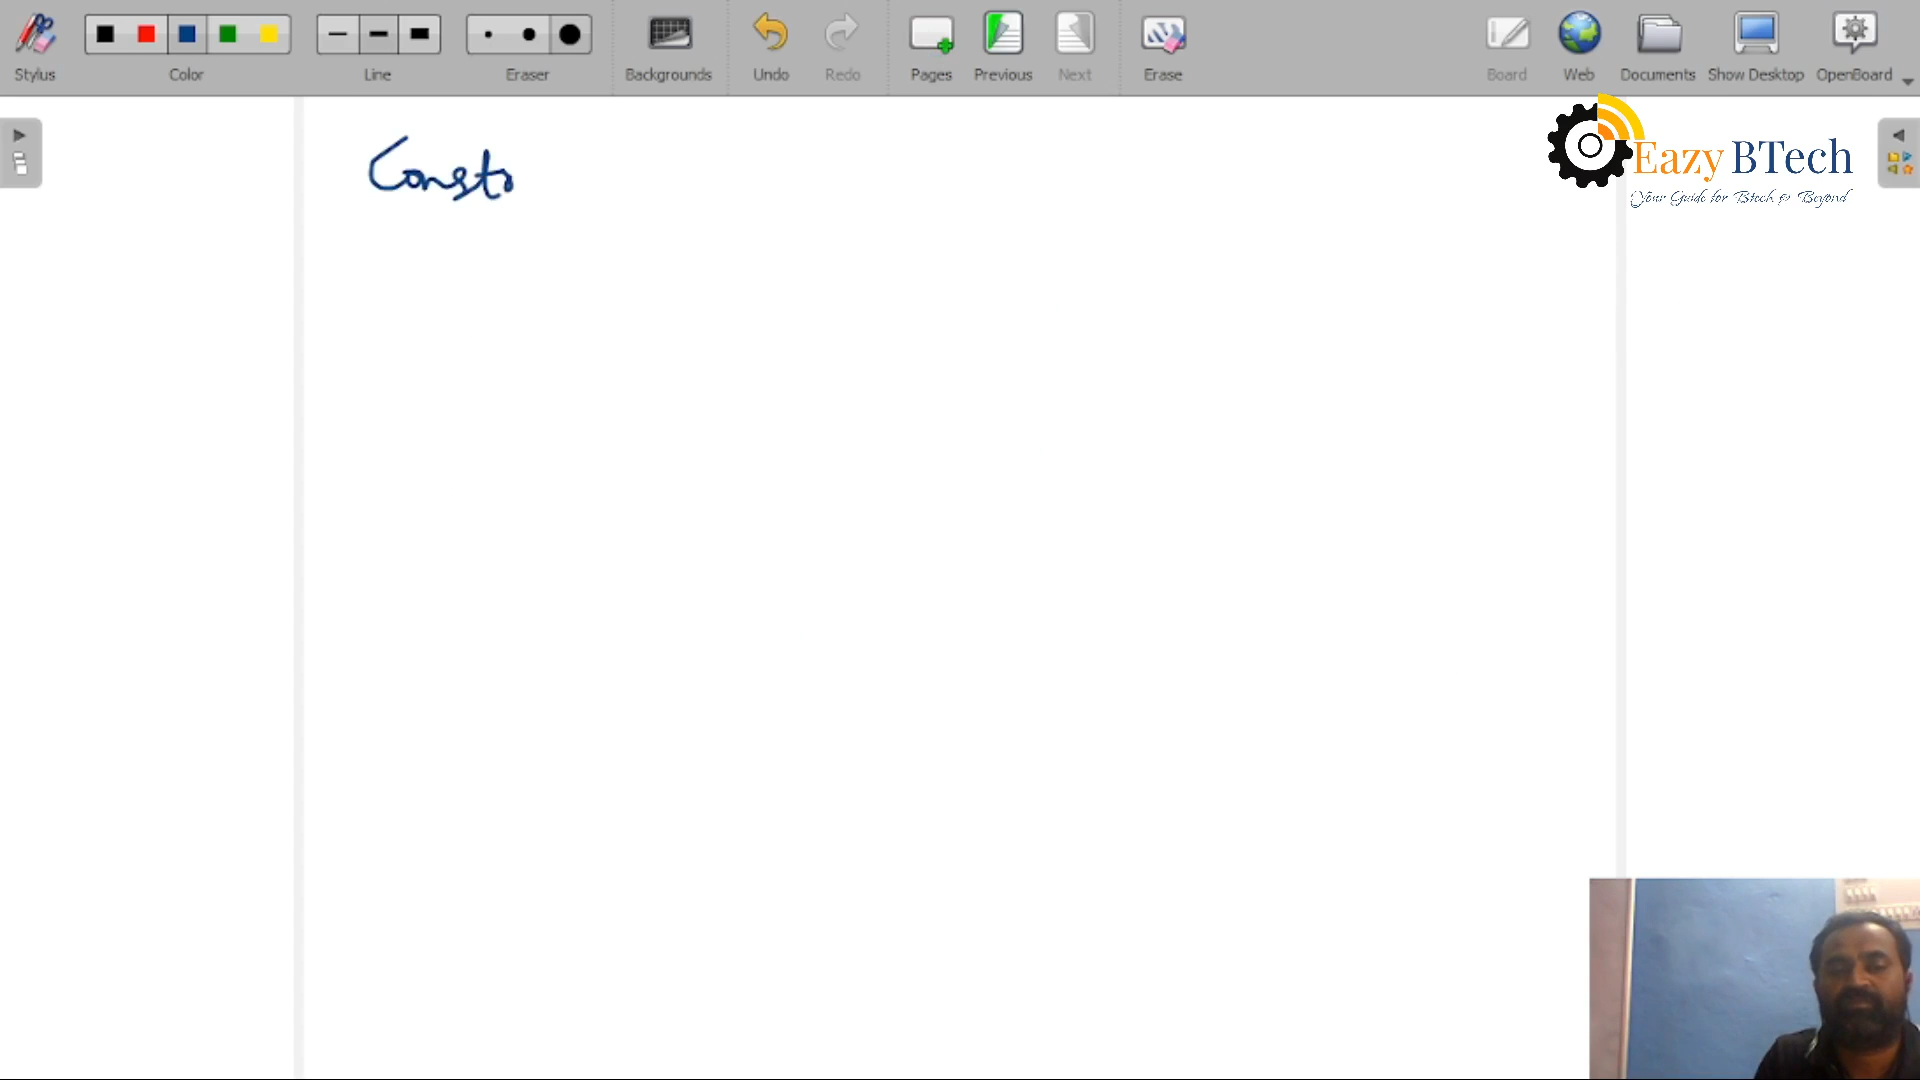 Stylus Color Line Eraser Backgrounds Undo Redo Pages Previous Next Erase Board Web Documents Show Desktop OpenBoard
Eazy BTech
Your Guide for Btech & Beyond
Constr